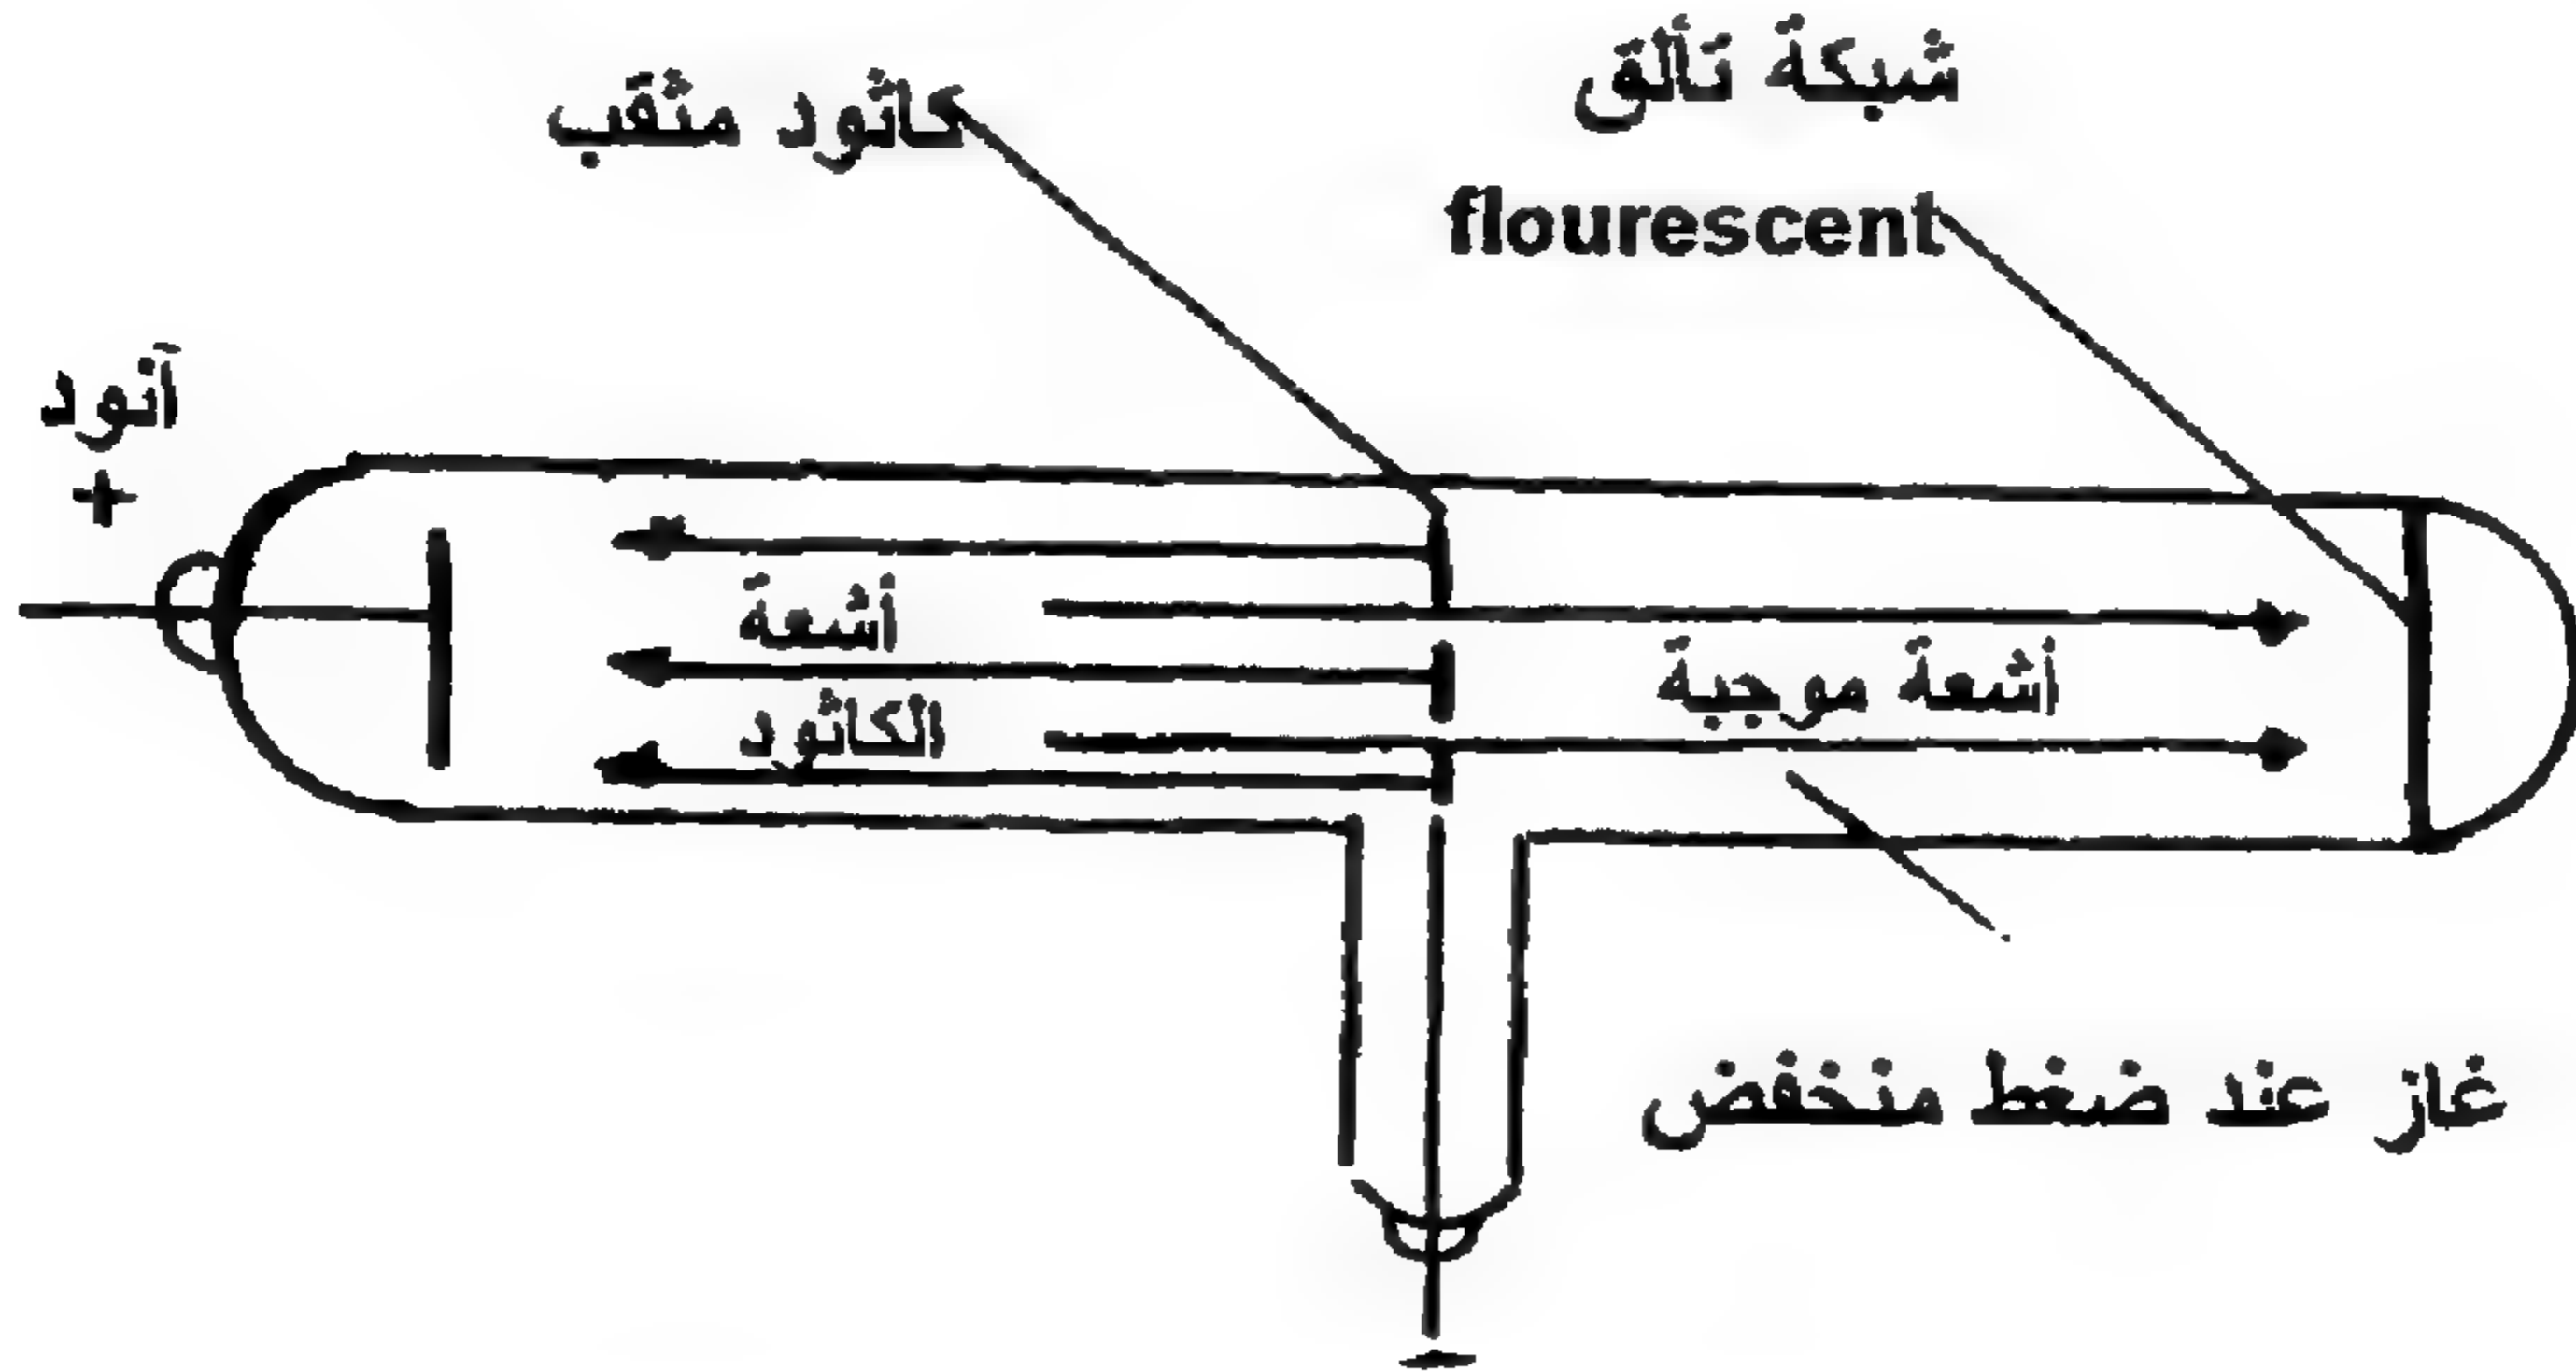 شبكة تألق
flourescent
كاثود مثقب
آنود
+
أشعة
الكاثود
أشعة موجبة
غاز عند ضغط منخفض